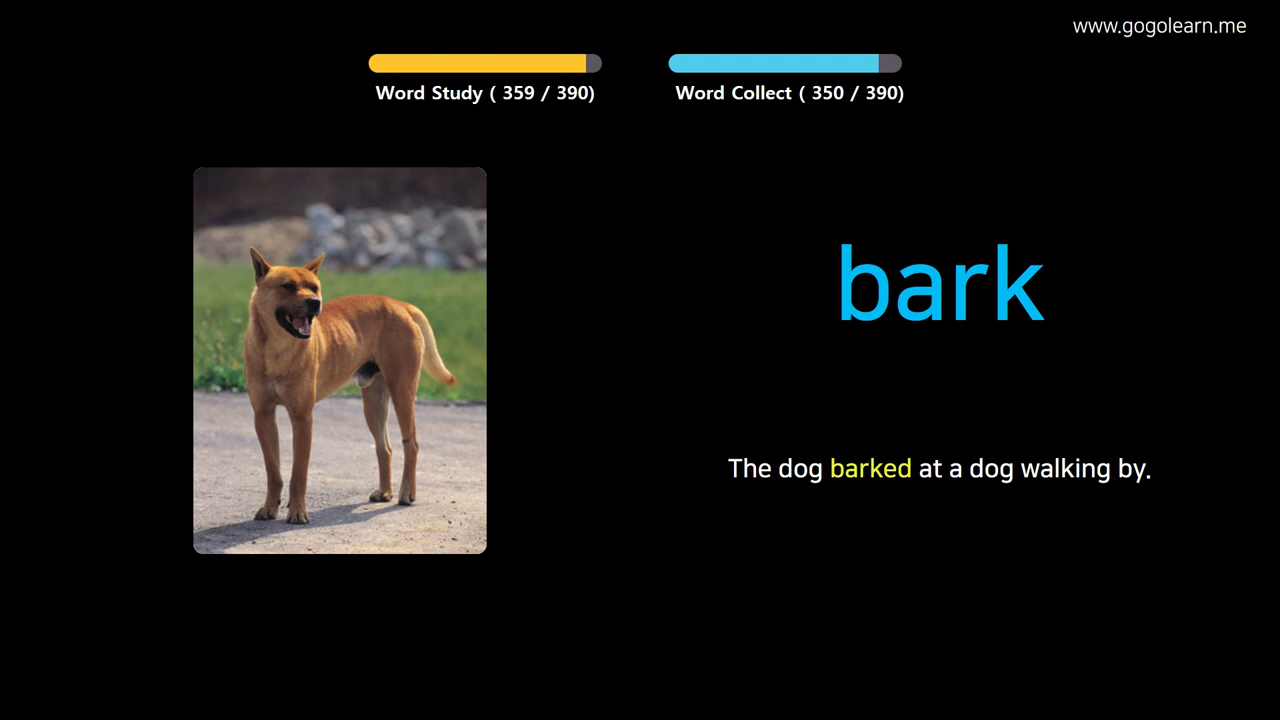 www.gogolearn.me
Word Study ( 359 / 390)
Word Collect ( 350 / 390)
bark
The dog barked at a dog walking by.